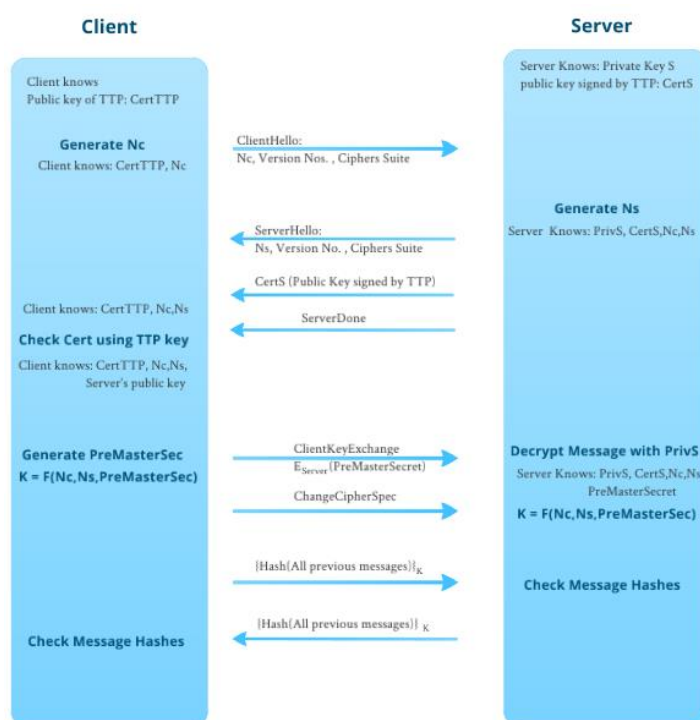 Client
Server
Client knows
Public key of TTP: CertTTP
Server Knows: Private Key S
public key signed by TTP: CertS
Generate Nc
Client knows: CertTTP, Nc
ClientHello:
Nc, Version Nos. , Ciphers Suite
Generate Ns
Server Knows: PrivS, CertS,Nc,Ns
ServerHello:
Ns, Version No. , Ciphers Suite
CertS (Public Key signed by TTP)
Client knows: CertTTP, Nc,Ns
ServerDone
Check Cert using TTP key
Client knows: CertTTP, Nc,Ns,
Server's public key
Generate PreMasterSec
K = F(Nc,Ns,PreMasterSec)
ClientKeyExchange
EServer(PreMasterSecret)
Decrypt Message with PrivS
Server Knows: PrivS, CertS,Nc,Ns
PreMasterSecret
K = F(Nc,Ns,PreMasterSec)
ChangeCipherSpec
{Hash(All previous messages)}K
Check Message Hashes
{Hash(All previous messages)} K
Check Message Hashes